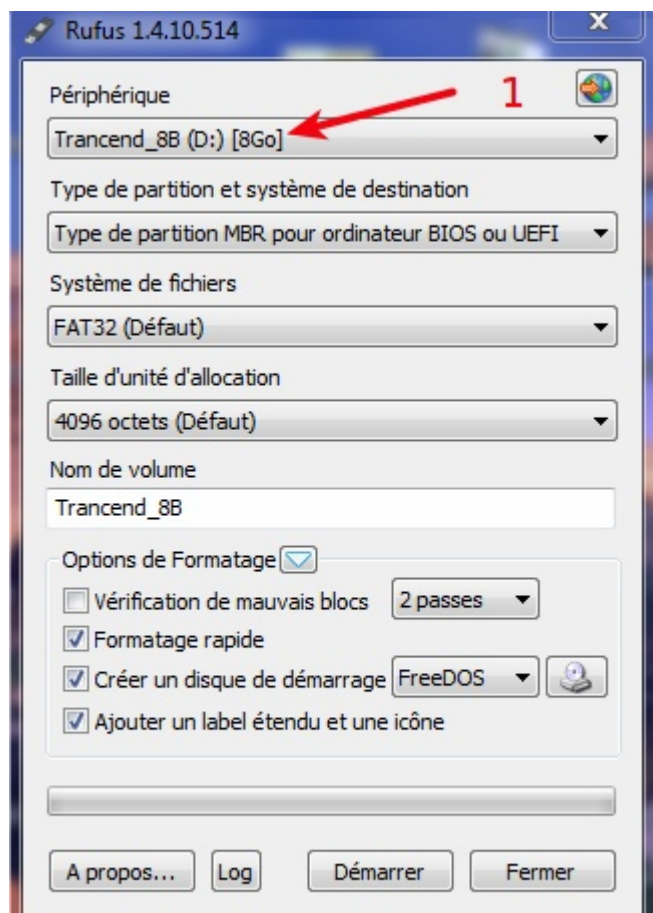 Rufus 1.4.10.514
Périphérique
1
Trancend_8B (D:) [8Go]
Type de partition et système de destination
Type de partition MBR pour ordinateur BIOS ou UEFI
Système de fichiers
FAT32 (Défaut)
Taille d'unité d'allocation
4096 octets (Défaut)
Nom de volume
Trancend_8B
Options de Formatage
Vérification de mauvais blocs 2 passes
Formatage rapide
Créer un disque de démarrage FreeDOS
Ajouter un label étendu et une icône
A propos... Log Démarrer Fermer